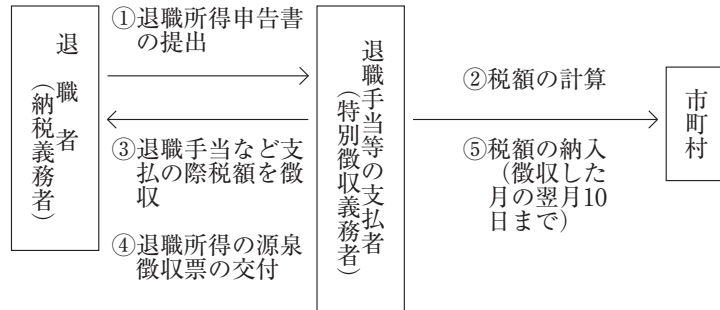 退職者
（納税義務者）
①退職所得申告書
の提出
③退職手当など支
払の際税額を徴
収
④退職所得の源泉
徴収票の交付
退職手当等の支払者
（特別徴収義務者）
②税額の計算
⑤税額の納入
（徴収した
月の翌月10
日まで）
市町村